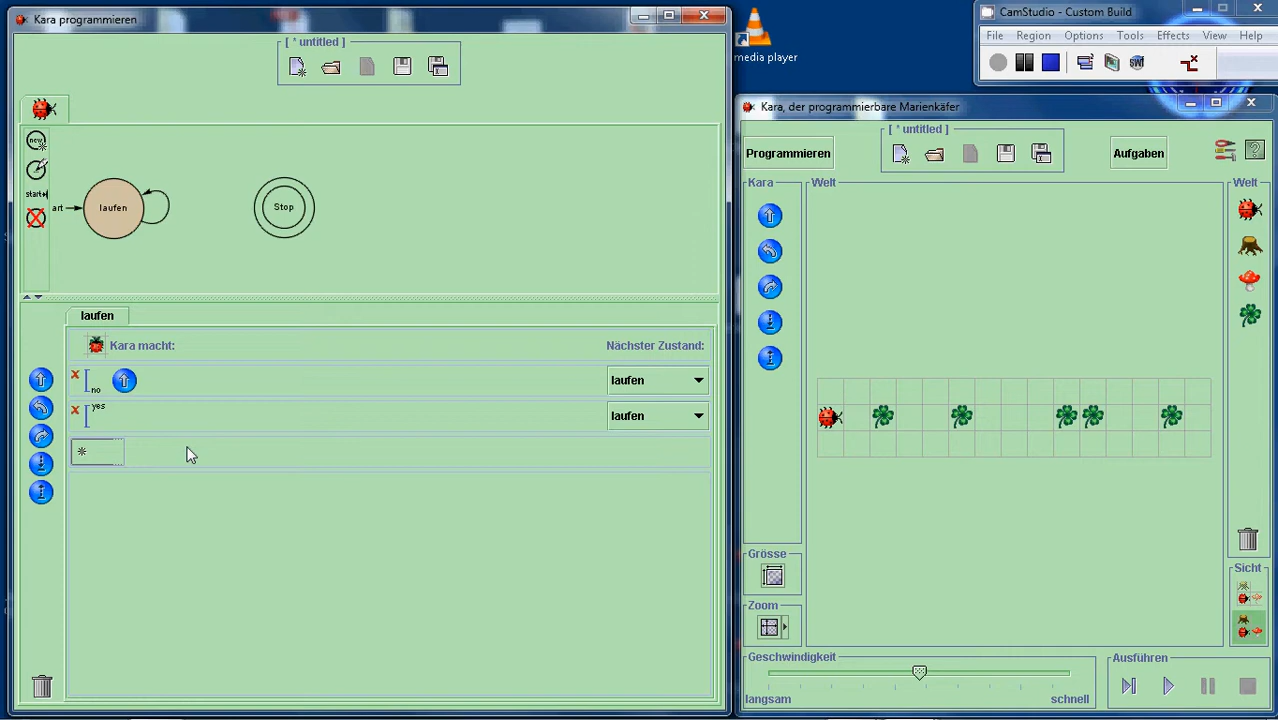 Kara programmieren
[ * untitled ]
new
start
art
laufen
Stop
laufen
Kara macht:
Nächster Zustand:
no
laufen
yes
laufen
*
media player
CamStudio - Custom Build
File Region Options Tools Effects View Help
Kara, der programmierbare Marienkäfer
[ * untitled ]
Programmieren
Aufgaben
?
Kara
Welt
Welt
Grösse
Zoom
Sicht
Geschwindigkeit
langsam
schnell
Ausführen